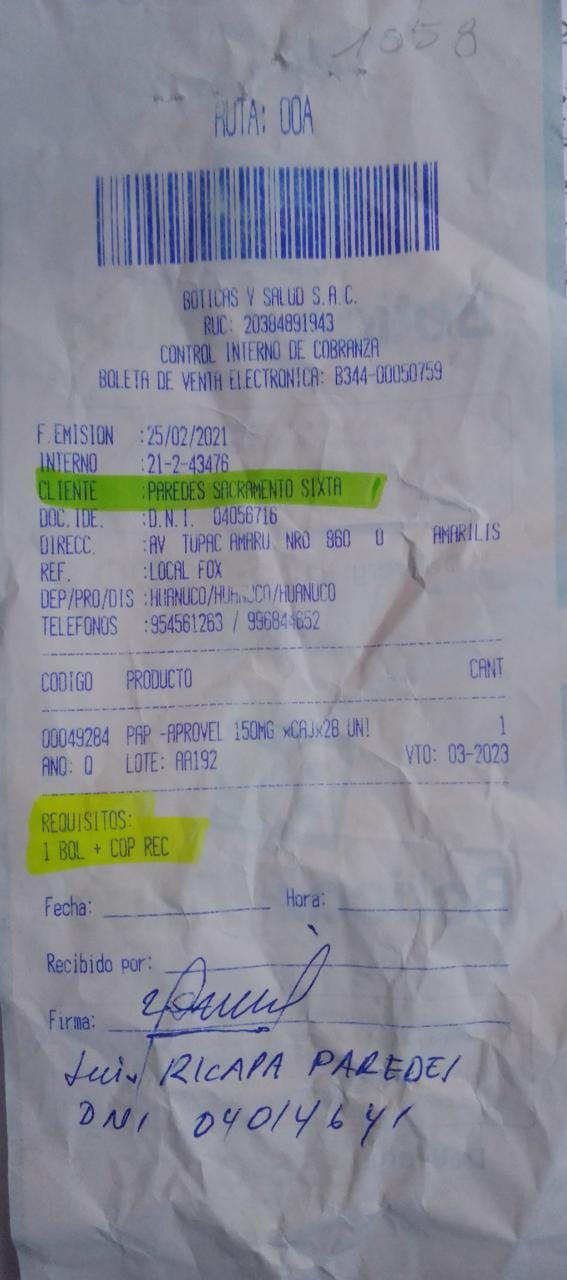 1058
RUTA: 00A
BOTICAS Y SALUD S.A.C.
RUC: 20384891943
CONTROL INTERNO DE COBRANZA
BOLETA DE VENTA ELECTRONICA: B344-00050759
F.EMISION :25/02/2021
INTERNO :21-2-43476
CLIENTE :PAREDES SACRAMENTO SIXTA
DOC.IDE. :D.N.I. 04056716
DIRECC. :AV TUPAC AMARU NRO 860 0 AMARILIS
REF. :LOCAL FOX
DEP/PRO/DIS :HUANUCO/HUANUCO/HUANUCO
TELEFONOS :954561263 / 996844652
CODIGO PRODUCTO CANT
00049284 PAP -APROVEL 150MG xCAJx28 UN! 1
ANQ: Q LOTE: AA192 VTO: 03-2023
REQUISITOS:
1 BOL + COP REC
Fecha: Hora:
Recibido por:
Firma:
Luis RICAPA PAREDES
DNI 04014641